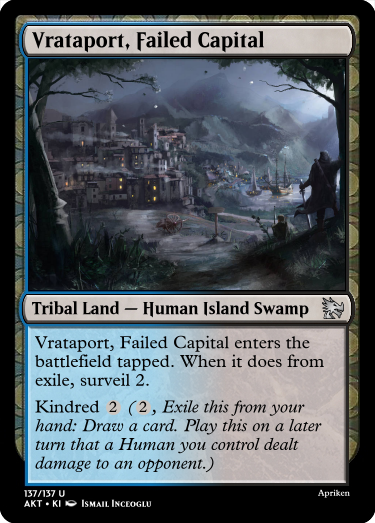 Vrataport, Failed Capital
Tribal Land — Human Island Swamp
Vrataport, Failed Capital enters the
battlefield tapped. When it does from
exile, surveil 2.
Kindred 2 (2, Exile this from your
hand: Draw a card. Play this on a later
turn that a Human you control dealt
damage to an opponent.)
137/137 U
Apriken
AKT • KI Ismail Inceoglu